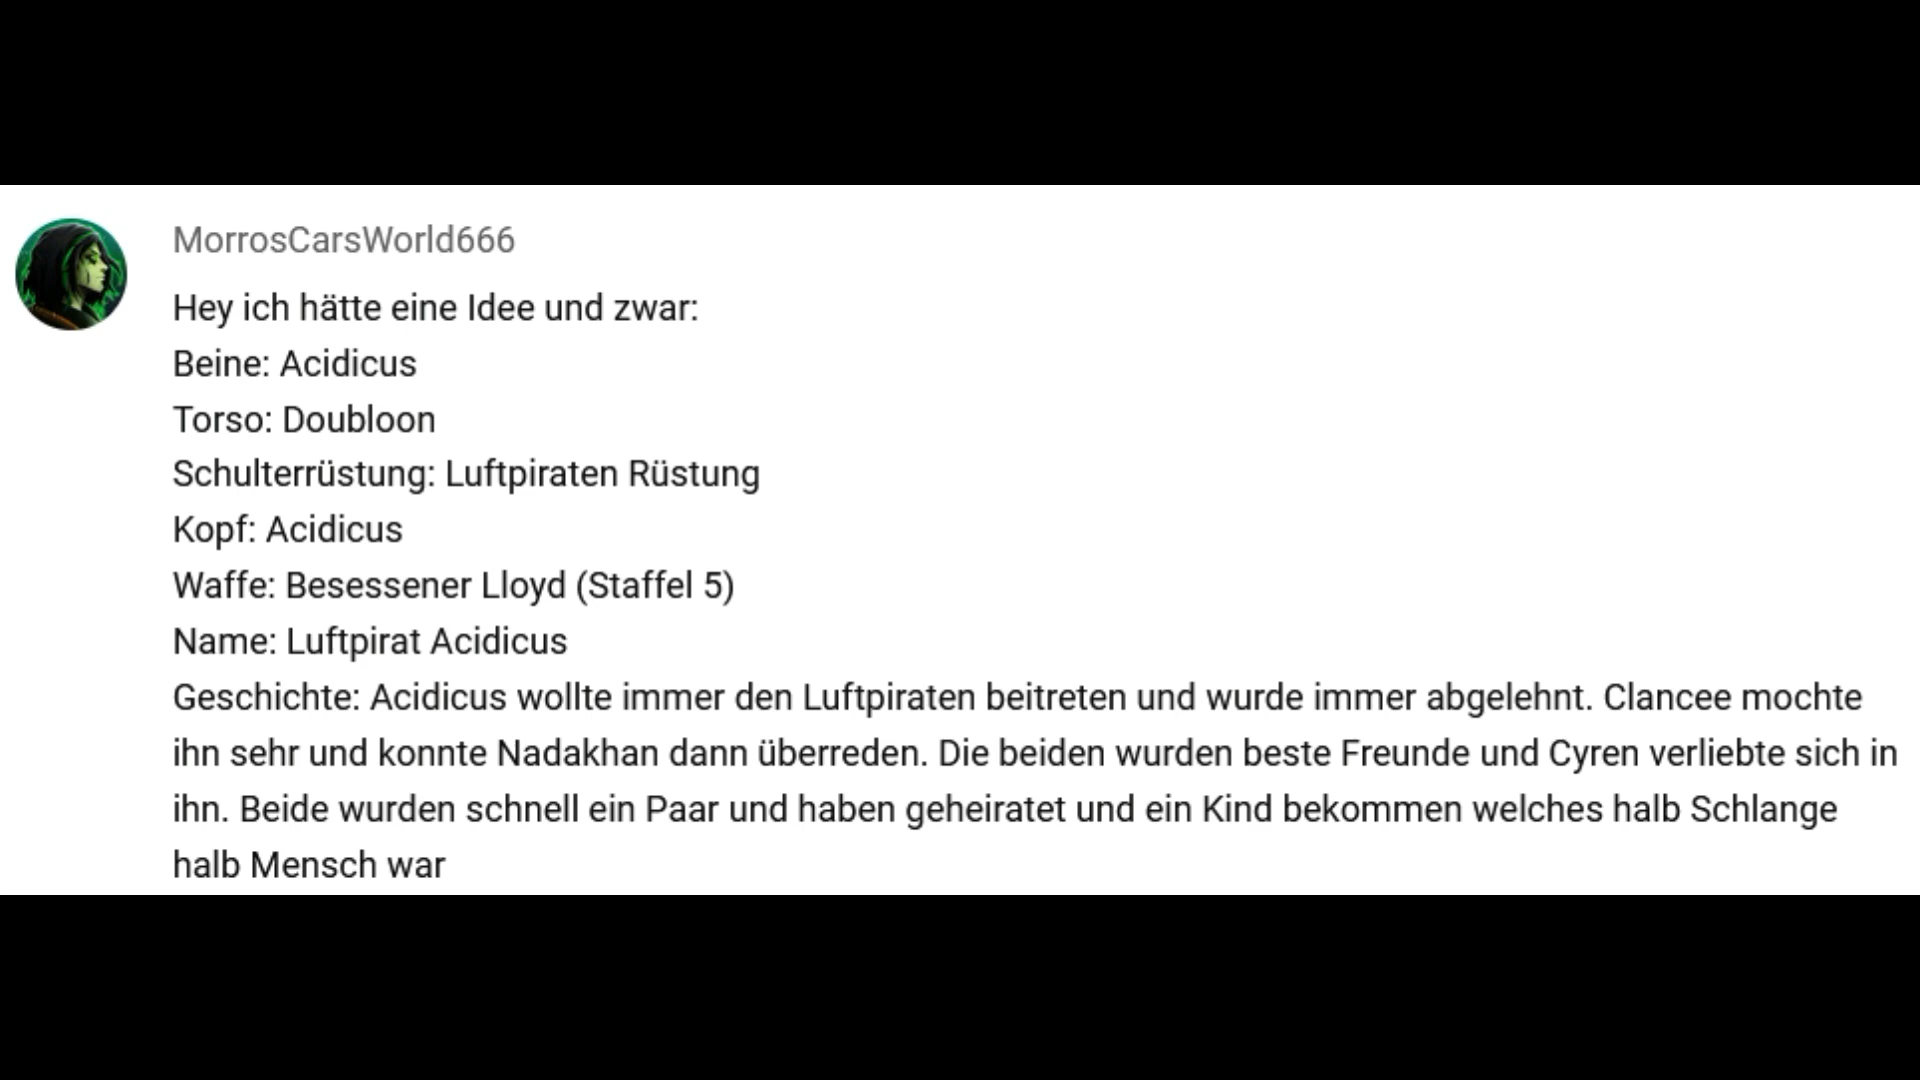 MorrosCarsWorld666
Hey ich hätte eine Idee und zwar:
Beine: Acidicus
Torso: Doubloon
Schulterrüstung: Luftpiraten Rüstung
Kopf: Acidicus
Waffe: Besessener Lloyd (Staffel 5)
Name: Luftpirat Acidicus
Geschichte: Acidicus wollte immer den Luftpiraten beitreten und wurde immer abgelehnt. Clancee mochte
ihn sehr und konnte Nadakhan dann überreden. Die beiden wurden beste Freunde und Cyren verliebte sich in
ihn. Beide wurden schnell ein Paar und haben geheiratet und ein Kind bekommen welches halb Schlange
halb Mensch war